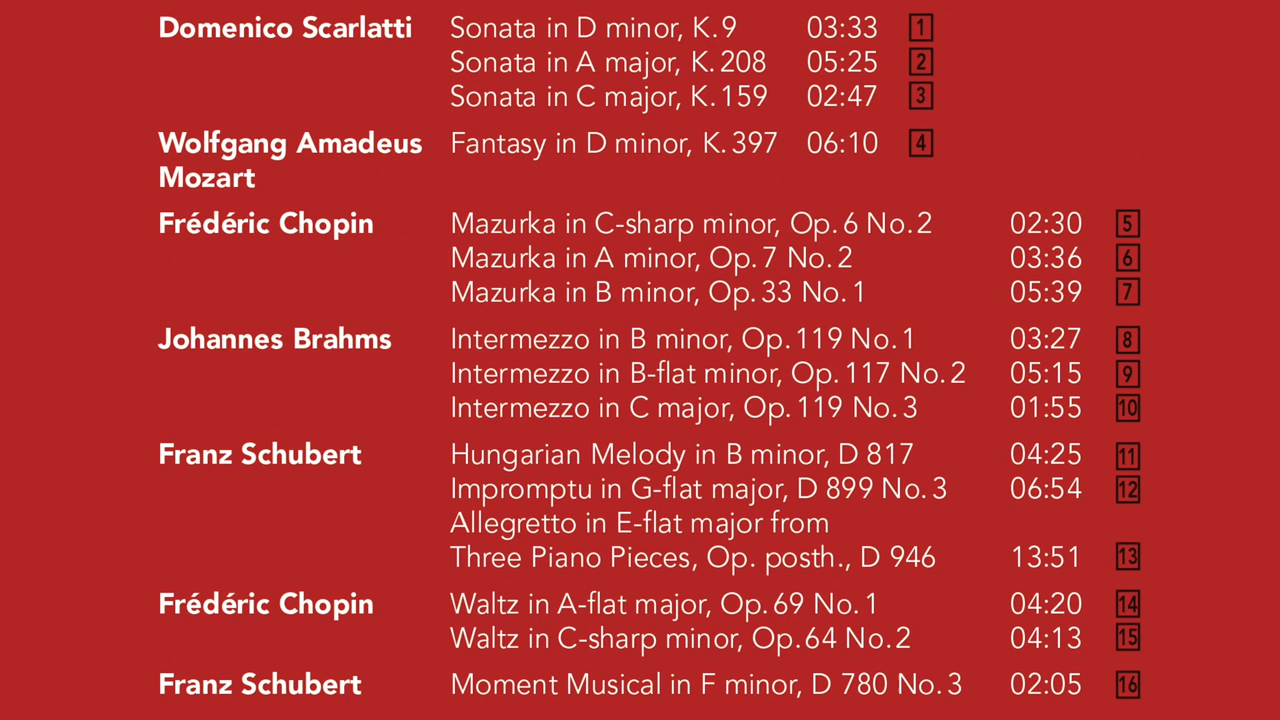 Domenico Scarlatti Sonata in D minor, K. 9 03:33 1
Sonata in A major, K. 208 05:25 2
Sonata in C major, K. 159 02:47 3
Wolfgang Amadeus Fantasy in D minor, K. 397 06:10 4
Mozart
Frédéric Chopin Mazurka in C-sharp minor, Op. 6 No. 2 02:30 5
Mazurka in A minor, Op. 7 No. 2 03:36 6
Mazurka in B minor, Op. 33 No. 1 05:39 7
Johannes Brahms Intermezzo in B minor, Op. 119 No. 1 03:27 8
Intermezzo in B-flat minor, Op. 117 No. 2 05:15 9
Intermezzo in C major, Op. 119 No. 3 01:55 10
Franz Schubert Hungarian Melody in B minor, D 817 04:25 11
Impromptu in G-flat major, D 899 No. 3 06:54 12
Allegretto in E-flat major from
Three Piano Pieces, Op. posth., D 946 13:51 13
Frédéric Chopin Waltz in A-flat major, Op. 69 No. 1 04:20 14
Waltz in C-sharp minor, Op. 64 No. 2 04:13 15
Franz Schubert Moment Musical in F minor, D 780 No. 3 02:05 16